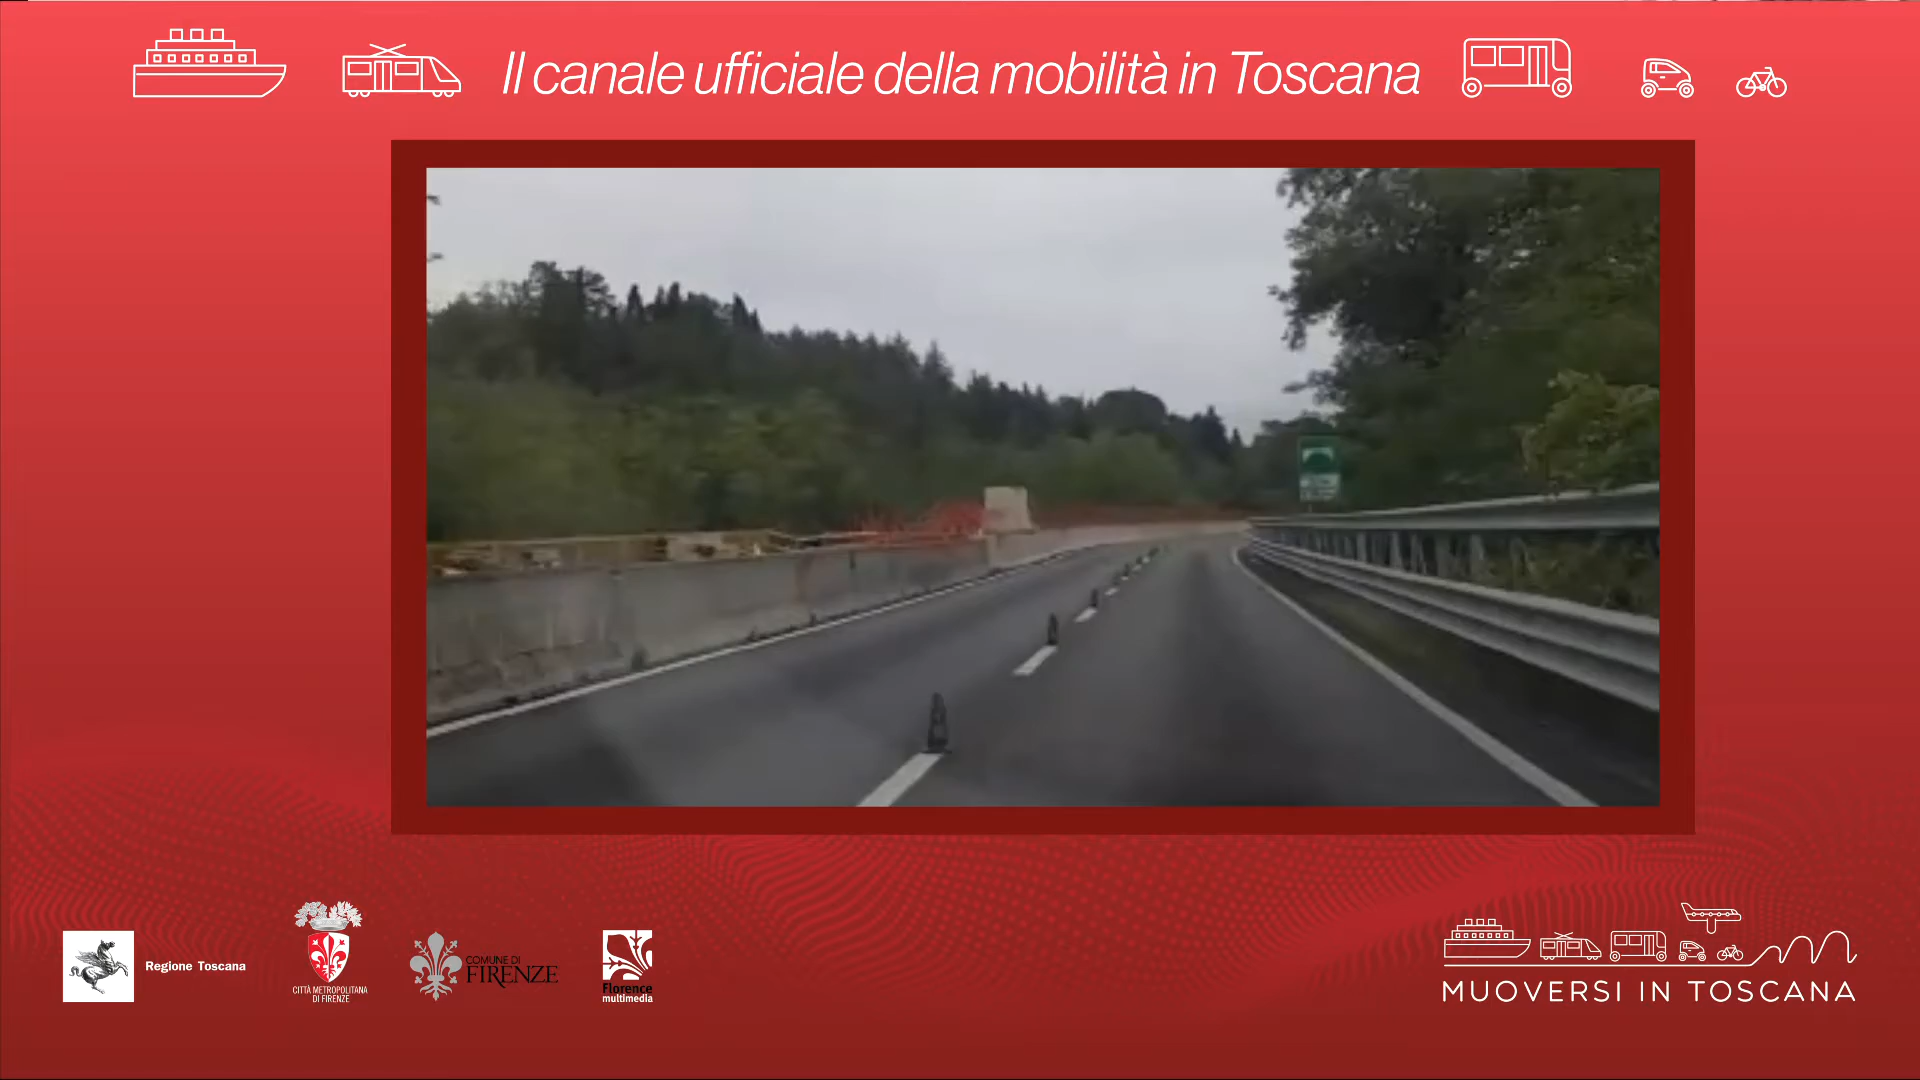 Il canale ufficiale della mobilità in Toscana
Regione Toscana
CITTÀ METROPOLITANA
DI FIRENZE
COMUNE DI
FIRENZE
Florence
multimedia
MUOVERSI IN TOSCANA